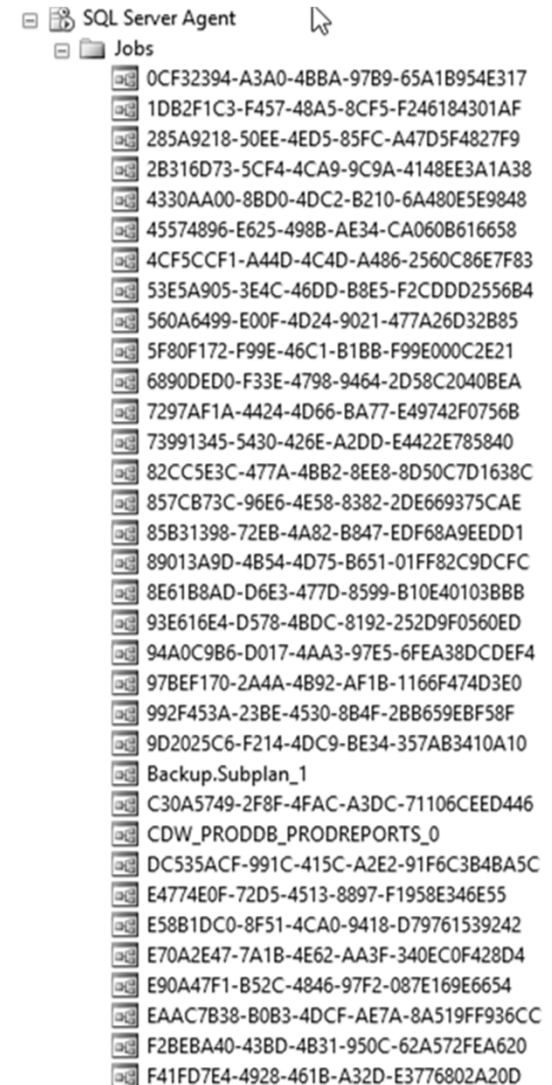 SQL Server Agent
Jobs
0CF32394-A3A0-4BBA-97B9-65A1B954E317
1DB2F1C3-F457-48A5-8CF5-F246184301AF
285A9218-50EE-4ED5-85FC-A47D5F4827F9
2B316D73-5CF4-4CA9-9C9A-4148EE3A1A38
4330AA00-8BD0-4DC2-B210-6A480E5E9848
45574896-E625-498B-AE34-CA060B616658
4CF5CCF1-A44D-4C4D-A486-2560C86E7F83
53E5A905-3E4C-46DD-B8E5-F2CDDD2556B4
560A6499-E00F-4D24-9021-477A26D32B85
5F80F172-F99E-46C1-B1BB-F99E000C2E21
6890DED0-F33E-4798-9464-2D58C2040BEA
7297AF1A-4424-4D66-BA77-E49742F0756B
73991345-5430-426E-A2DD-E4422E785840
82CC5E3C-477A-4BB2-8EE8-8D50C7D1638C
857CB73C-96E6-4E58-8382-2DE669375CAE
85B31398-72EB-4A82-B847-EDF68A9EEDD1
89013A9D-4B54-4D75-B651-01FF82C9DCFC
8E61B8AD-D6E3-477D-8599-B10E40103BBB
93E616E4-D578-4BDC-8192-252D9F0560ED
94A0C9B6-D017-4AA3-97E5-6FEA38DCDEF4
97BEF170-2A4A-4B92-AF1B-1166F474D3E0
992F453A-23BE-4530-8B4F-2BB659EBF58F
9D2025C6-F214-4DC9-BE34-357AB3410A10
Backup.Subplan_1
C30A5749-2F8F-4FAC-A3DC-71106CEED446
CDW_PRODDB_PRODREPORTS_0
DC535ACF-991C-415C-A2E2-91F6C3B4BA5C
E4774E0F-72D5-4513-8897-F1958E346E55
E58B1DC0-8F51-4CA0-9418-D79761539242
E70A2E47-7A1B-4E62-AA3F-340EC0F428D4
E90A47F1-B52C-4846-97F2-087E169E6654
EAAC7B38-B0B3-4DCF-AE7A-8A519FF936CC
F2BEBA40-43BD-4B31-950C-62A572FEA620
F41FD7E4-4928-461B-A32D-E3776802A20D